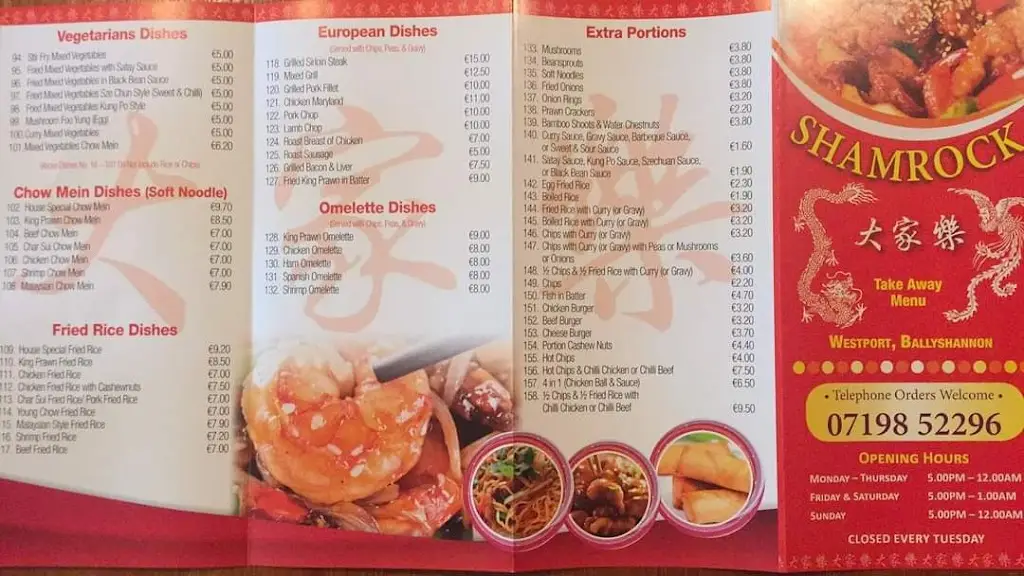 Vegetarians Dishes
94. Stir Fry Mixed Vegetables €5.00
95. Fried Mixed Vegetables with Satay Sauce €5.00
96. Fried Mixed Vegetables in Black Bean Sauce €5.00
97. Fried Mixed Vegetables Sze Chun Style (Sweet & Chilli) €5.00
98. Fried Mixed Vegetables Kung Po Style €5.00
99. Mushroom Foo Yung (Egg) €5.00
100. Curry Mixed Vegetables €5.00
101. Mixed Vegetables Chow Mein €6.20
Chow Mein Dishes (Soft Noodle)
102. House Special Chow Mein €9.70
103. King Prawn Chow Mein €8.50
104. Beef Chow Mein €7.00
105. Char Sui Chow Mein €7.00
106. Chicken Chow Mein €7.00
107. Shrimp Chow Mein €7.00
108. Malaysian Chow Mein €7.90
Fried Rice Dishes
109. House Special Fried Rice €9.20
110. King Prawn Fried Rice €8.50
111. Chicken Fried Rice €7.00
112. Chicken Fried Rice with Cashewnuts €7.00
113. Char Sui Fried Rice/ Pork Fried Rice €7.00
114. Young Chow Fried Rice €7.00
15. Malaysian Style Fried Rice €7.90
16. Shrimp Fried Rice €7.20
17. Beef Fried Rice €7.00
European Dishes
(Served with Chips, Peas, & Gravy)
118. Grilled Sirloin Steak €15.00
119. Mixed Grill €12.50
120. Grilled Pork Fillet €10.00
121. Chicken Maryland €11.00
122. Pork Chop €10.00
123. Lamb Chop €10.00
124. Roast Breast of Chicken €7.00
125. Roast Sausage €5.00
126. Grilled Bacon & Liver €7.50
127. Fried King Prawn in Batter €9.00
Omelette Dishes
(Served with Chips, Peas, & Gravy)
128. King Prawn Omelette €9.00
129. Chicken Omelette €8.00
130. Ham Omelette €8.00
131. Spanish Omelette €8.00
132. Shrimp Omelette €8.00
大家樂
Extra Portions
133. Mushrooms €3.80
134. Beansprouts €3.80
135. Soft Noodles €3.80
136. Fried Onions €3.80
137. Onion Rings €3.20
138. Prawn Crackers €2.20
139. Bamboo Shoots & Water Chestnuts €3.80
140. Curry Sauce, Gravy Sauce, Barbeque Sauce,
or Sweet & Sour Sauce €1.60
141. Satay Sauce, Kung Po Sauce, Szechuan Sauce,
or Black Bean Sauce €1.90
142. Egg Fried Rice €2.30
143. Boiled Rice €1.90
144. Fried Rice with Curry (or Gravy) €3.20
145. Boiled Rice with Curry (or Gravy) €3.20
146. Chips with Curry (or Gravy) €3.20
147. Chips with Curry (or Gravy) with Peas or Mushrooms
or Onions €3.60
148. ½ Chips & ½ Fried Rice with Curry (or Gravy) €4.00
149. Chips €2.20
150. Fish in Batter €4.70
151. Chicken Burger €3.20
152. Beef Burger €3.20
153. Cheese Burger €3.70
154. Portion Cashew Nuts €4.40
155. Hot Chips €4.00
156. Hot Chips & Chilli Chicken or Chilli Beef €7.50
157. 4 in 1 (Chicken Ball & Sauce) €6.50
158. ½ Chips & ½ Fried Rice with
Chilli Chicken or Chilli Beef €9.50
SHAMROCK
大家樂
Take Away
Menu
WESTPORT, BALLYSHANNON
• Telephone Orders Welcome •
07198 52296
OPENING HOURS
MONDAY – THURSDAY 5.00PM – 12.00AM
FRIDAY & SATURDAY 5.00PM – 1.00AM
SUNDAY 5.00PM – 12.00AM
CLOSED EVERY TUESDAY